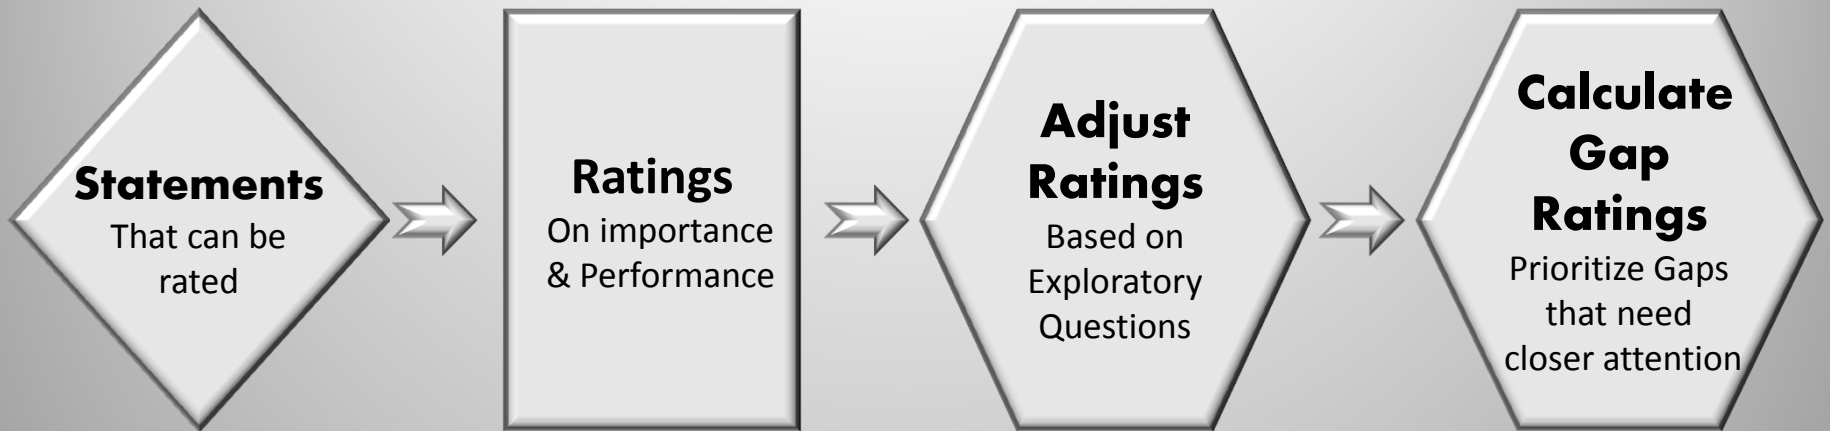 Statements
That can be
rated
Ratings
On importance
& Performance
Adjust
Ratings
Based on
Exploratory
Questions
Calculate
Gap
Ratings
Prioritize Gaps
that need
closer attention